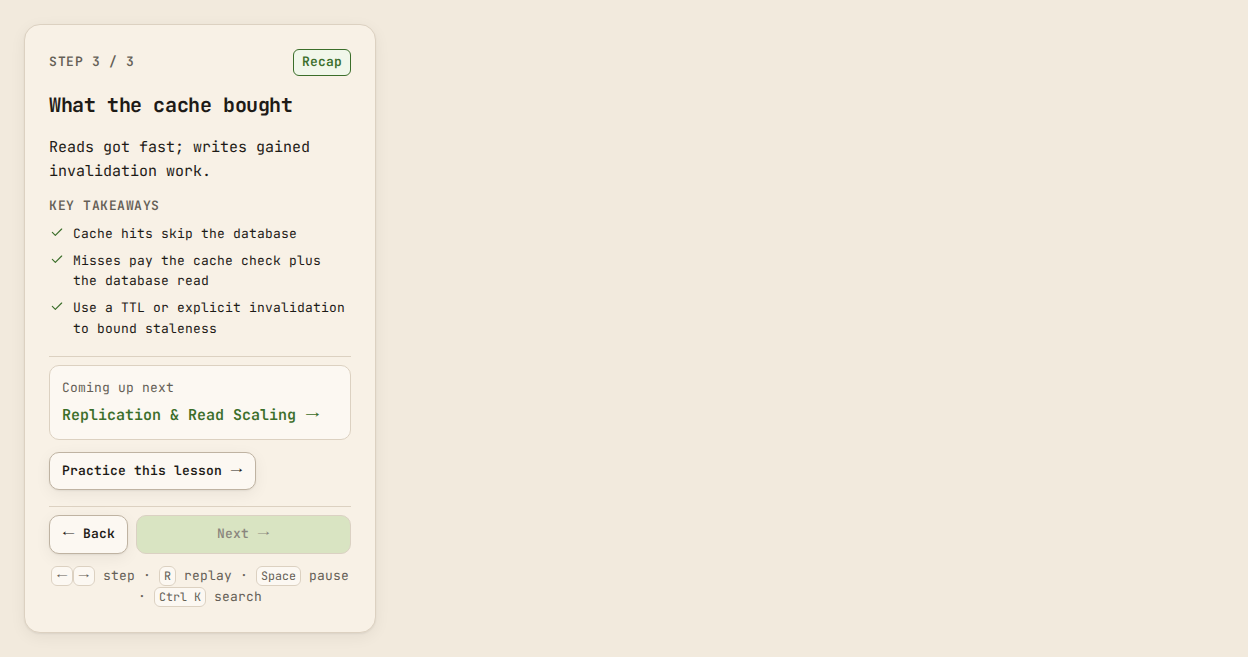 STEP 3 / 3
Recap
What the cache bought
Reads got fast; writes gained
invalidation work.
KEY TAKEAWAYS
✓ Cache hits skip the database
✓ Misses pay the cache check plus
the database read
✓ Use a TTL or explicit invalidation
to bound staleness
Coming up next
Replication & Read Scaling →
Practice this lesson →
← Back
Next →
← → step · R replay · Space pause
· Ctrl K search